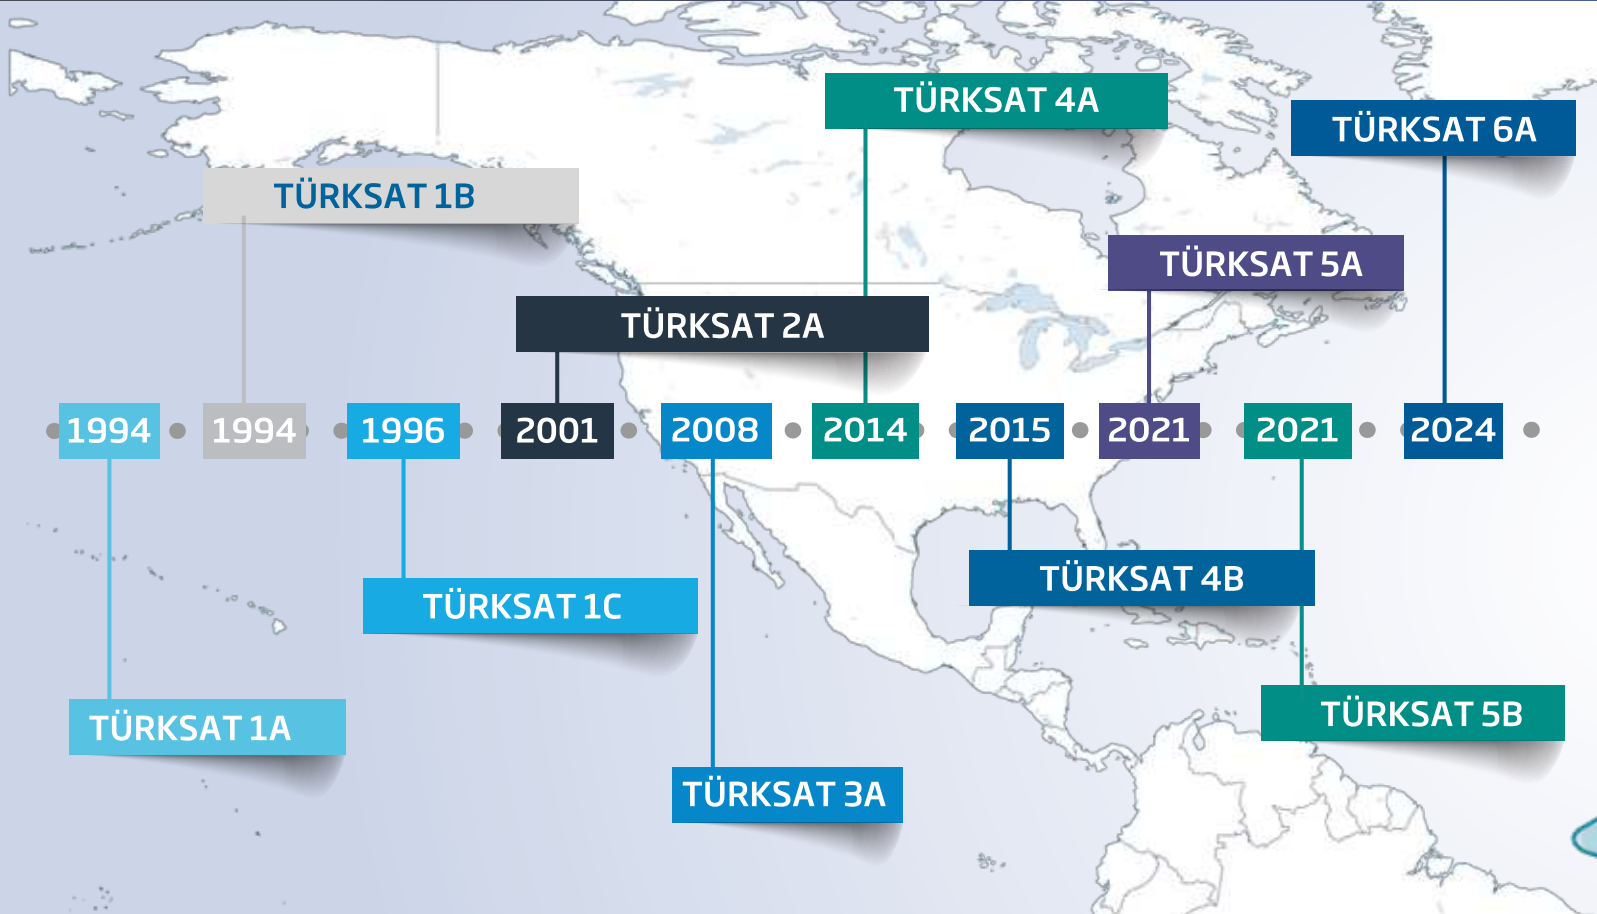 TÜRKSAT 4A
TÜRKSAT 6A
TÜRKSAT 1B
TÜRKSAT 5A
TÜRKSAT 2A
1994
1994
1996
2001
2008
2014
2015
2021
2021
2024
TÜRKSAT 4B
TÜRKSAT 1C
TÜRKSAT 5B
TÜRKSAT 1A
TÜRKSAT 3A